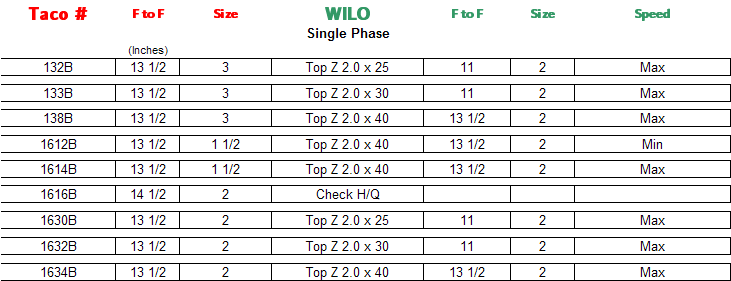 Taco # F to F Size WILO F to F Size Speed
Single Phase
(Inches)
132B 13 1/2 3 Top Z 2.0 x 25 11 2 Max
133B 13 1/2 3 Top Z 2.0 x 30 11 2 Max
138B 13 1/2 3 Top Z 2.0 x 40 13 1/2 2 Max
1612B 13 1/2 1 1/2 Top Z 2.0 x 40 13 1/2 2 Min
1614B 13 1/2 1 1/2 Top Z 2.0 x 40 13 1/2 2 Max
1616B 14 1/2 2 Check H/Q
1630B 13 1/2 2 Top Z 2.0 x 25 11 2 Max
1632B 13 1/2 2 Top Z 2.0 x 30 11 2 Max
1634B 13 1/2 2 Top Z 2.0 x 40 13 1/2 2 Max